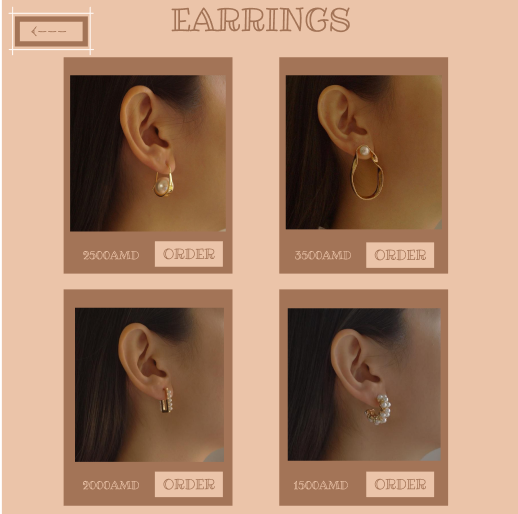 <---
EARRINGS
2500AMD ORDER
3500AMD ORDER
2000AMD ORDER
1500AMD ORDER